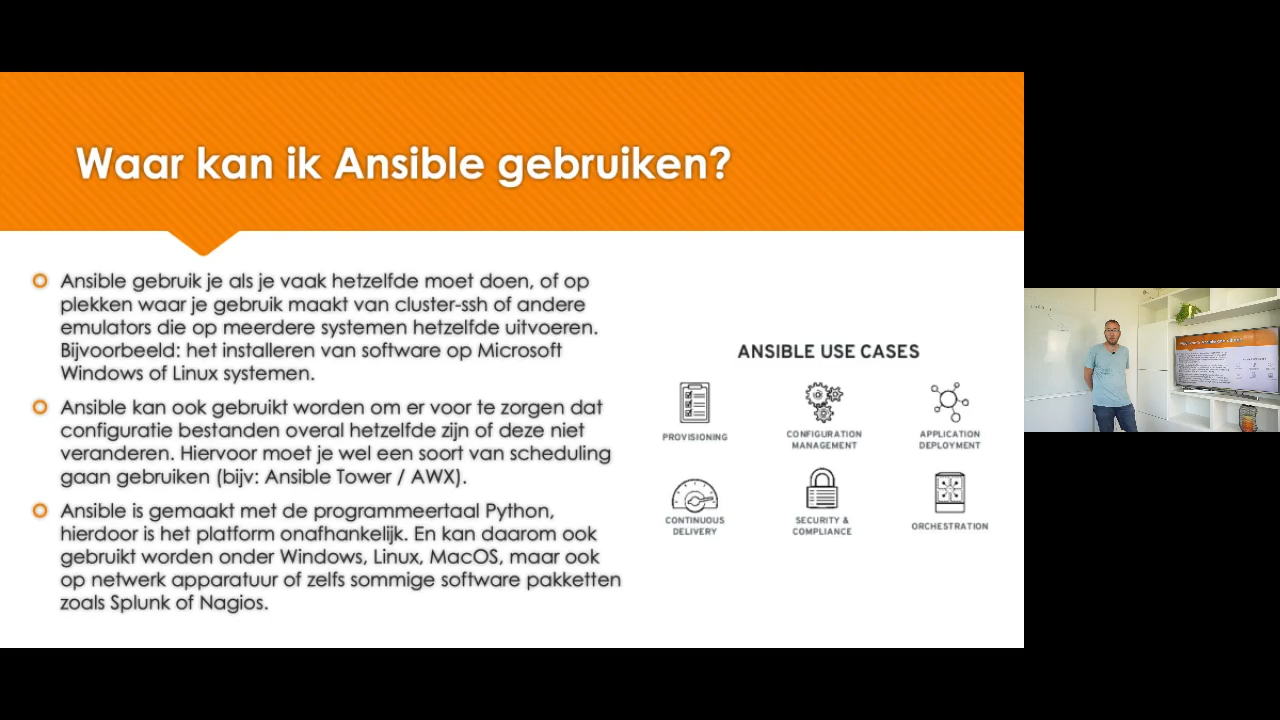 Waar kan ik Ansible gebruiken?
Ansible gebruik je als je vaak hetzelfde moet doen, of op
plekken waar je gebruik maakt van cluster-ssh of andere
emulators die op meerdere systemen hetzelfde uitvoeren.
Bijvoorbeeld: het installeren van software op Microsoft
Windows of Linux systemen.
Ansible kan ook gebruikt worden om er voor te zorgen dat
configuratie bestanden overal hetzelfde zijn of deze niet
veranderen. Hiervoor moet je wel een soort van scheduling
gaan gebruiken (bijv: Ansible Tower / AWX).
Ansible is gemaakt met de programmeertaal Python,
hierdoor is het platform onafhankelijk. En kan daarom ook
gebruikt worden onder Windows, Linux, MacOS, maar ook
op netwerk apparatuur of zelfs sommige software pakketten
zoals Splunk of Nagios.
ANSIBLE USE CASES
PROVISIONING
CONFIGURATION
MANAGEMENT
APPLICATION
DEPLOYMENT
CONTINUOUS
DELIVERY
SECURITY &
COMPLIANCE
ORCHESTRATION